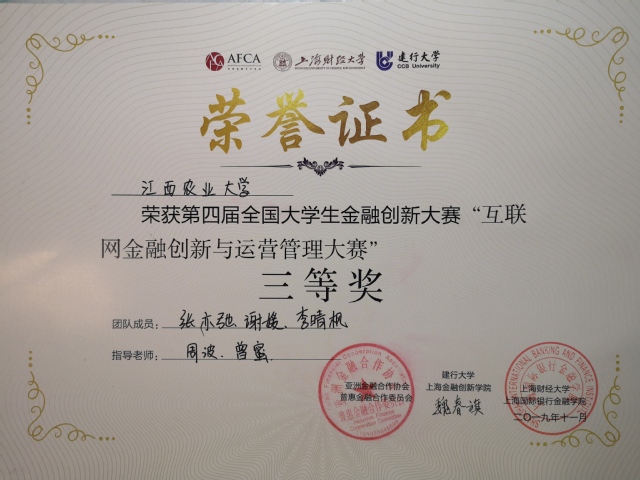 AFCA 上海财经大学 建行大学
CCB University
荣誉证书
江西农业大学
荣获第四届全国大学生金融创新大赛“互联
网金融创新与运营管理大赛”
三等奖
团队成员： 张亦弛、谢媛、李晴枫
指导老师： 周波、曾蜜
亚洲金融合作协会
普惠金融合作委员会
建行大学
上海金融创新学院
魏春旗
上海财经大学
上海国际银行金融学院
二〇一九年十一月